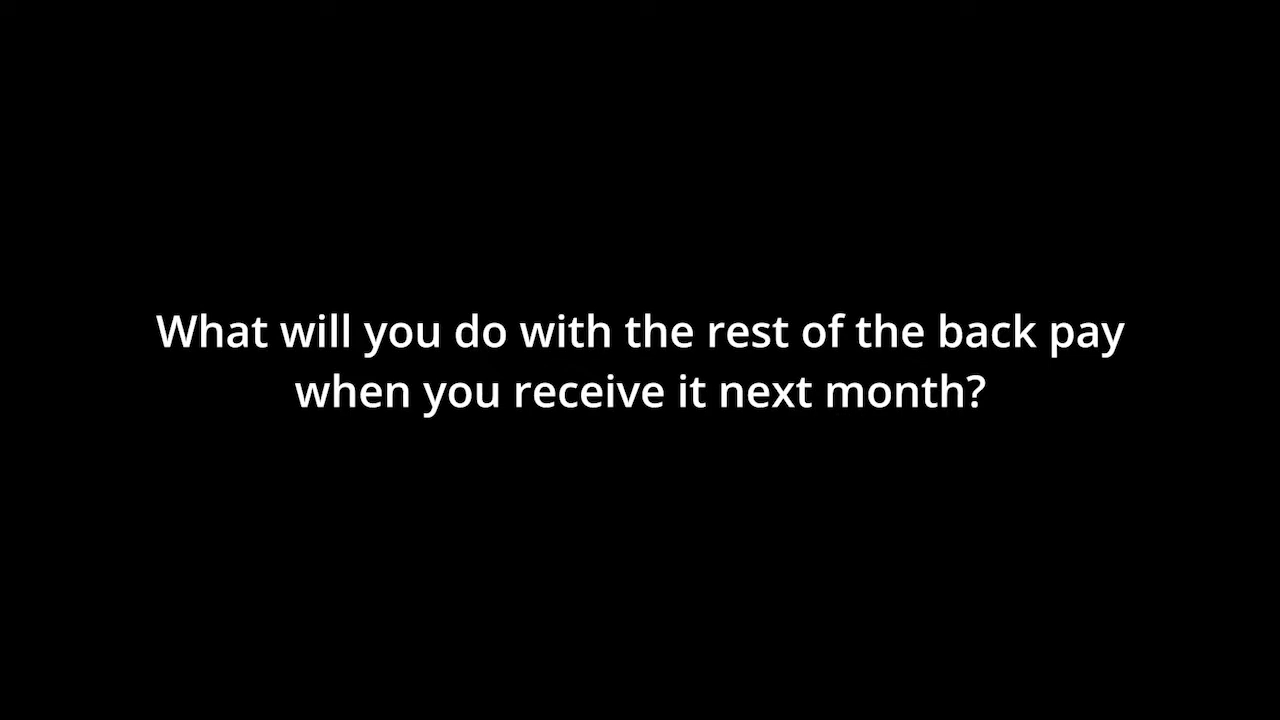 What will you do with the rest of the back pay
when you receive it next month?